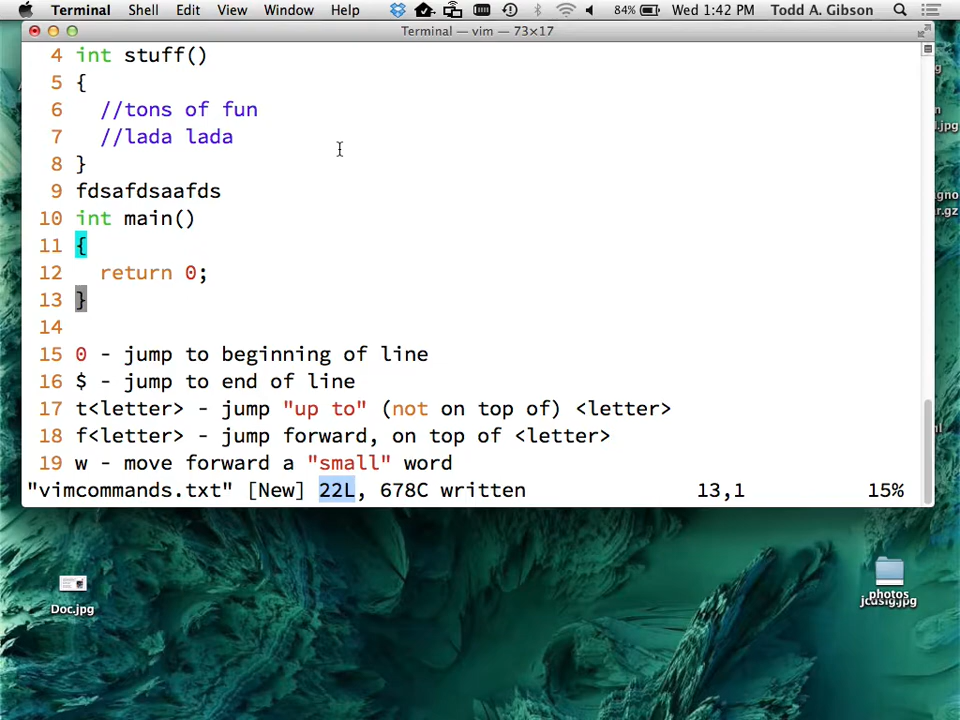 Terminal Shell Edit View Window Help 84% Wed 1:42 PM Todd A. Gibson
Terminal — vim — 73×17
4 int stuff()
5 {
6 //tons of fun
7 //lada lada
8 }
9 fdsafdsaafds
10 int main()
11 {
12 return 0;
13 }
14
15 0 - jump to beginning of line
16 $ - jump to end of line
17 t<letter> - jump "up to" (not on top of) <letter>
18 f<letter> - jump forward, on top of <letter>
19 w - move forward a "small" word
"vimcommands.txt" [New] 22L, 678C written 13,1 15%
Doc.jpg
photos